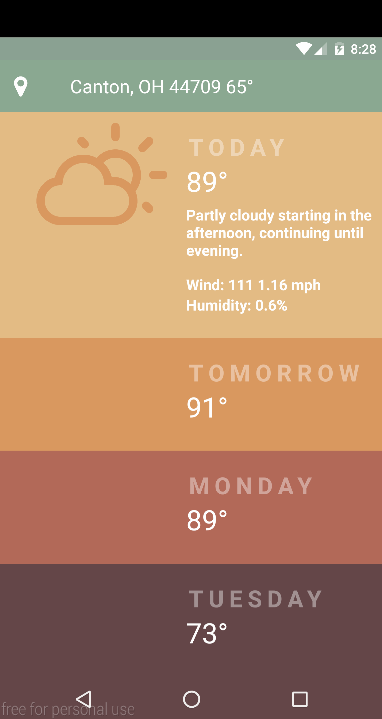 8:28
Canton, OH 44709 65°
TODAY
89°
Partly cloudy starting in the
afternoon, continuing until
evening.
Wind: 111 1.16 mph
Humidity: 0.6%
TOMORROW
91°
MONDAY
89°
TUESDAY
73°
free for personal use